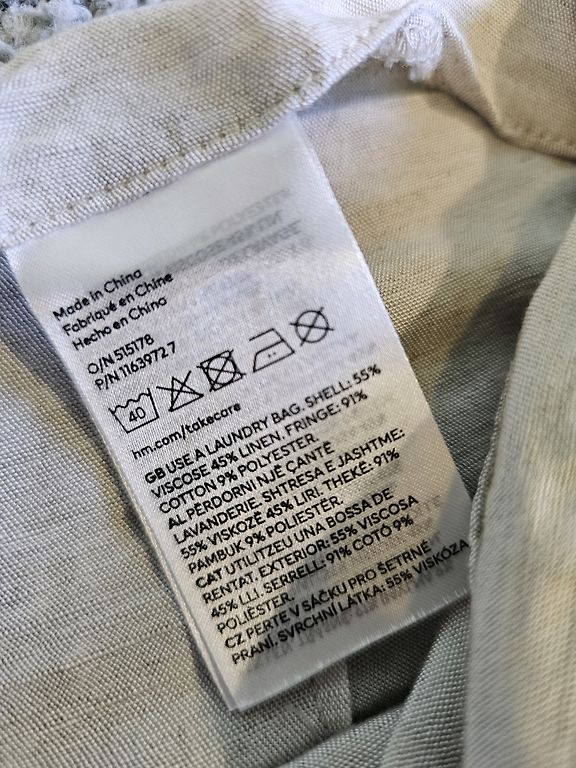 Made in China
Fabriqué en Chine
Hecho en China
O/N 515178
P/N 1163972 7
40
hm.com/takecare
GB USE A LAUNDRY BAG. SHELL: 55%
VISCOSE 45% LINEN. FRINGE: 91%
COTTON 9% POLYESTER.
AL PËRDORNI NJË ÇANTË
LAVANDERIE. SHTRESA E JASHTME:
55% VISKOZË 45% LIRI. THEKË: 91%
PAMBUK 9% POLIESTËR.
CAT UTILITZEU UNA BOSSA DE
RENTAT. EXTERIOR: 55% VISCOSA
45% LLI. SERRELL: 91% COTÓ 9%
POLIÈSTER.
CZ PERTE V SÁČKU PRO ŠETRNÉ
PRANÍ. SVRCHNÍ LÁTKA: 55% VISKÓZA